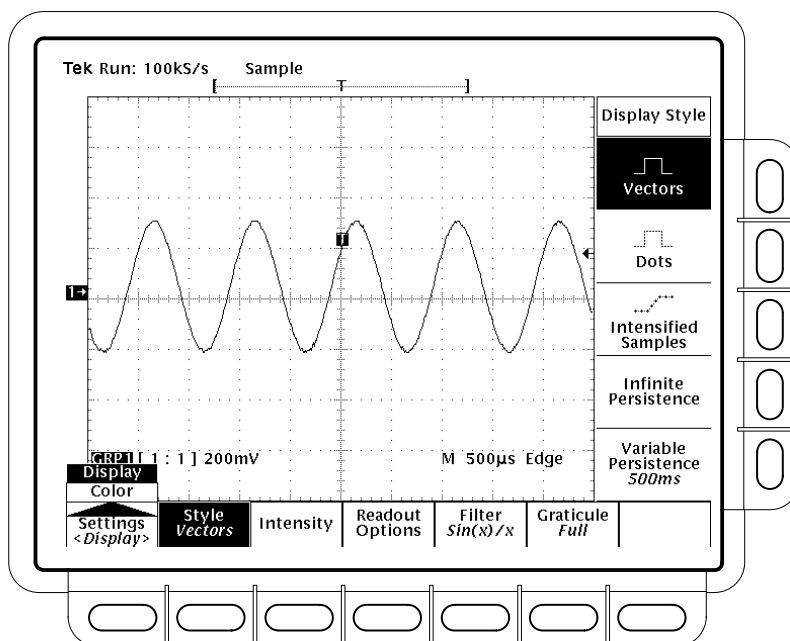 Tek Run: 100kS/s Sample
[ T ]
Display Style
Vectors
T
Dots
1→
Intensified
Samples
Infinite
Persistence
GRP1 [ 1 : 1 ] 200mV M 500µs Edge
Variable
Persistence
500ms
Display
Color
Settings
<Display>
Style
Vectors
Intensity
Readout
Options
Filter
Sin(x)/x
Graticule
Full